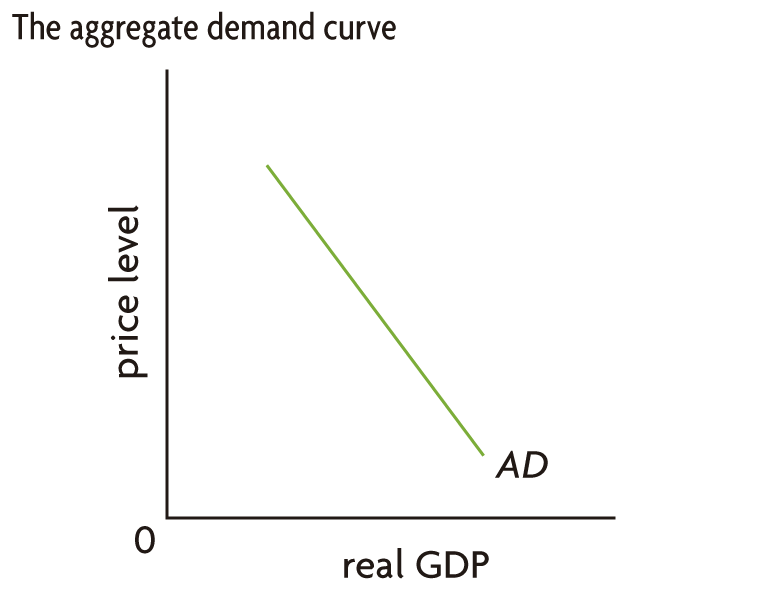 The aggregate demand curve
price level
AD
0
real GDP